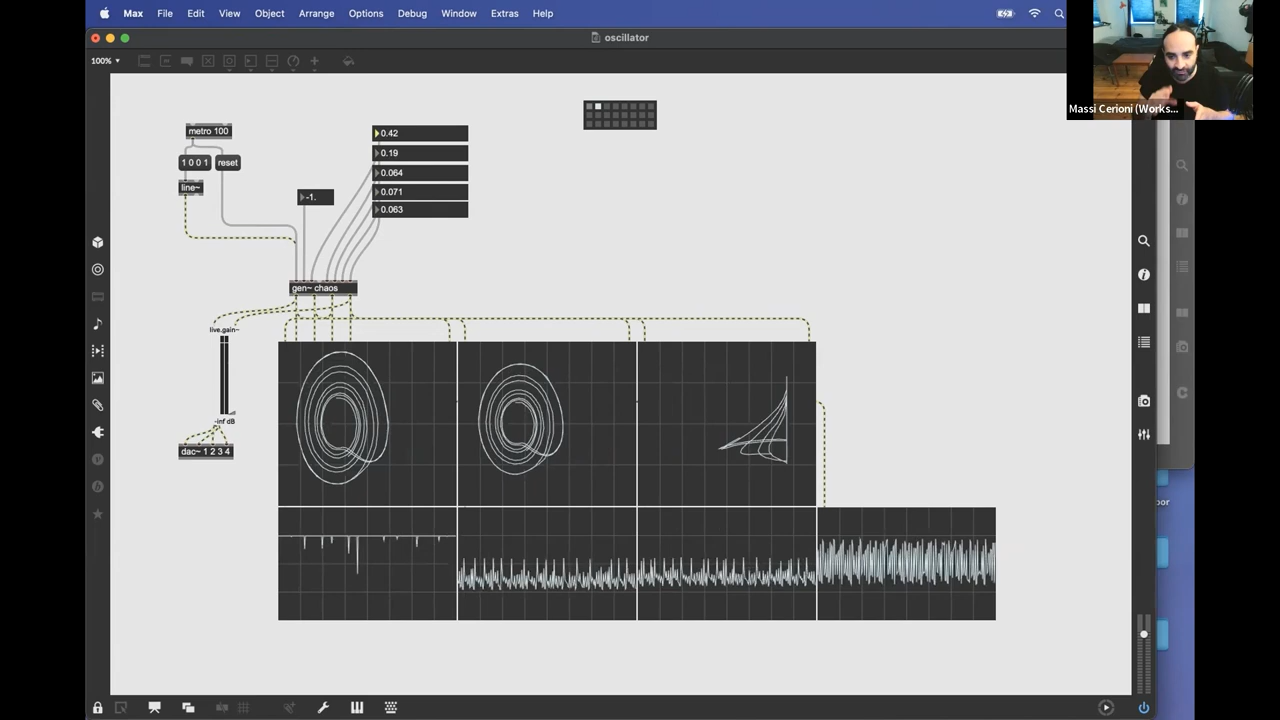 Max File Edit View Object Arrange Options Debug Window Extras Help
oscillator
100%
Massi Cerioni (Works...
metro 100
0.42
0.19
1 0 0 1 reset
0.064
line~
-1.
0.071
0.063
gen~ chaos
live.gain~
-inf dB
dac~ 1 2 3 4